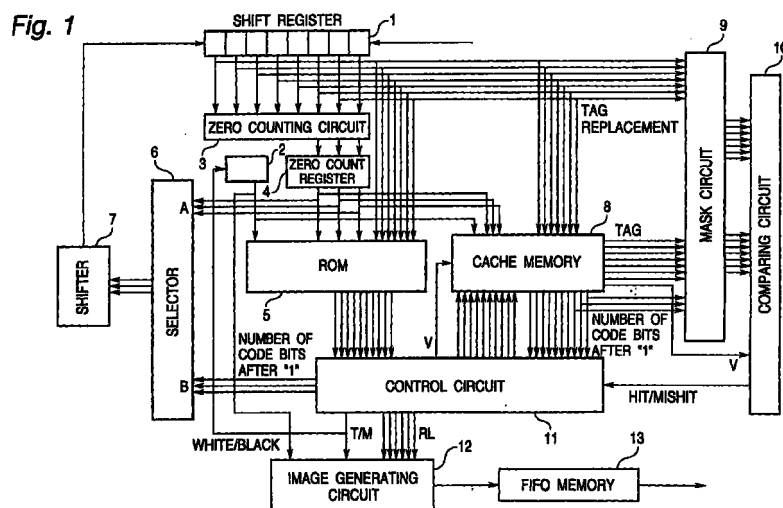 Fig. 1
SHIFT REGISTER
1
9
10
ZERO COUNTING CIRCUIT
3
2
ZERO COUNT
REGISTER
4
TAG
REPLACEMENT
6
A
7
SHIFTER
SELECTOR
ROM
5
8
CACHE MEMORY
TAG
MASK CIRCUIT
COMPARING CIRCUIT
NUMBER OF
CODE BITS
AFTER "1"
V
NUMBER OF
CODE BITS
AFTER "1"
V
B
CONTROL CIRCUIT
HIT/MISHIT
11
WHITE/BLACK
T/M
RL
12
IMAGE GENERATING
CIRCUIT
13
FIFO MEMORY